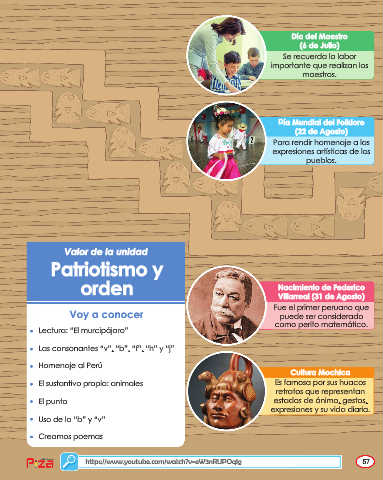 Día del Maestro
(6 de Julio)
Se recuerda la labor
importante que realizan los
maestros.
Día Mundial del Folklore
(22 de Agosto)
Para rendir homenaje a las
expresiones artísticas de los
pueblos.
Valor de la unidad
Patriotismo y
orden
Voy a conocer
• Lectura: "El murcipájaro"
• Las consonantes "v", "b", "f", "h" y "j"
• Homenaje al Perú
• El sustantivo propio: animales
• El punto
• Uso de la "b" y "v"
• Creamos poemas
Nacimiento de Federico
Villarreal (31 de Agosto)
Fue el primer peruano que
puede ser considerado
como perito matemático.
Cultura Mochica
Es famosa por sus huacos
retratos que representan
estados de ánimo, gestos,
expresiones y su vida diaria.
https://www.youtube.com/watch?v=
57